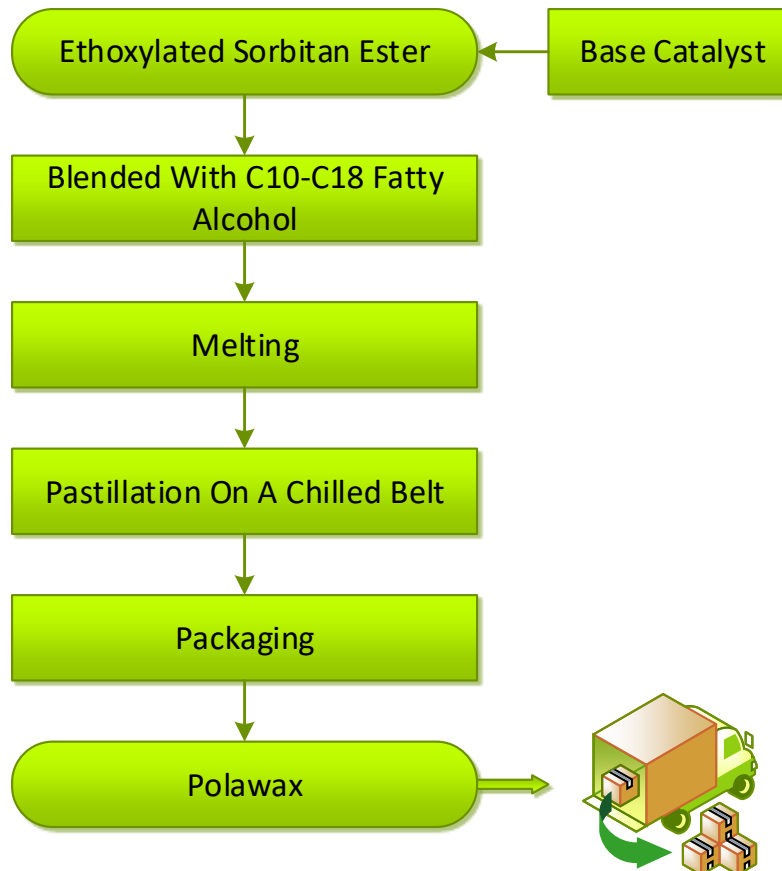 Ethoxylated Sorbitan Ester
Base Catalyst
Blended With C10-C18 Fatty
Alcohol
Melting
Pastillation On A Chilled Belt
Packaging
Polawax